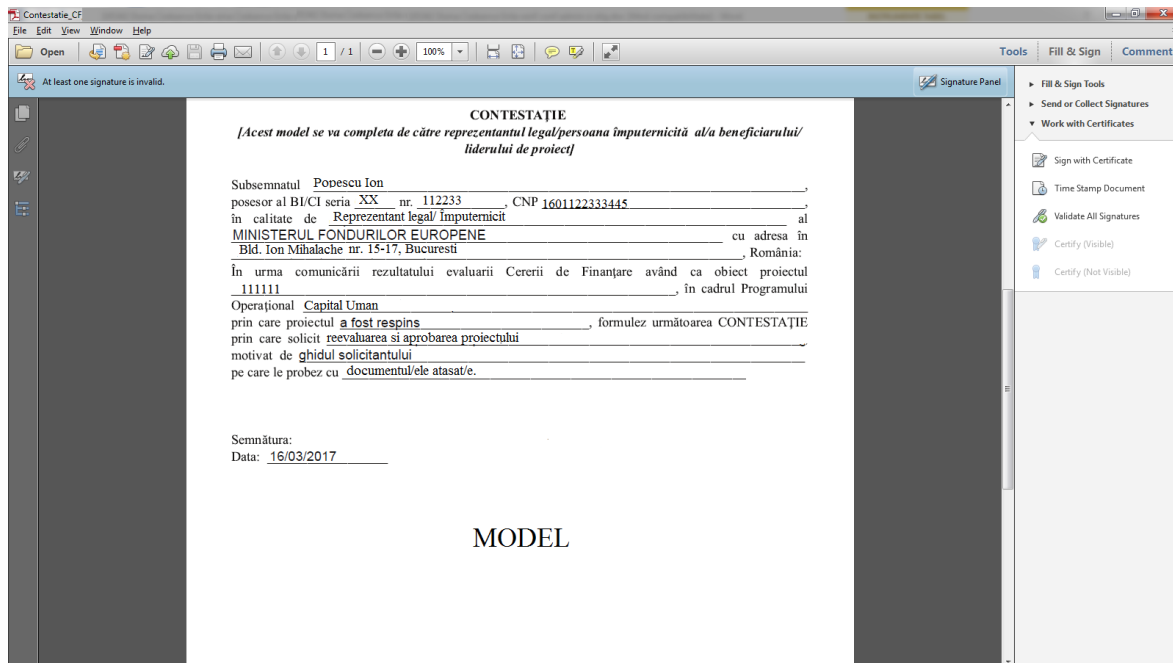 Contestatie_CF
File Edit View Window Help
Open 1 / 1 100% Tools Fill & Sign Comment
At least one signature is invalid. Signature Panel
Fill & Sign Tools
Send or Collect Signatures
Work with Certificates
Sign with Certificate
Time Stamp Document
Validate All Signatures
Certify (Visible)
Certify (Not Visible)
CONTESTAȚIE
[Acest model se va completa de către reprezentantul legal/persoana împuternicită al/a beneficiarului/
liderului de proiect]
Subsemnatul Popescu Ion,
posesor al BI/CI seria XX nr. 112233, CNP 1601122333445,
în calitate de Reprezentant legal/ Împuternicit al
MINISTERUL FONDURILOR EUROPENE cu adresa în
Bld. Ion Mihalache nr. 15-17, Bucuresti, România:
În urma comunicării rezultatului evaluarii Cererii de Finanțare având ca obiect proiectul
111111, în cadrul Programului
Operațional Capital Uman
prin care proiectul a fost respins, formulez următoarea CONTESTAȚIE
prin care solicit reevaluarea si aprobarea proiectului
motivat de ghidul solicitantului
pe care le probez cu documentul/ele atasat/e.
Semnătura:
Data: 16/03/2017
MODEL